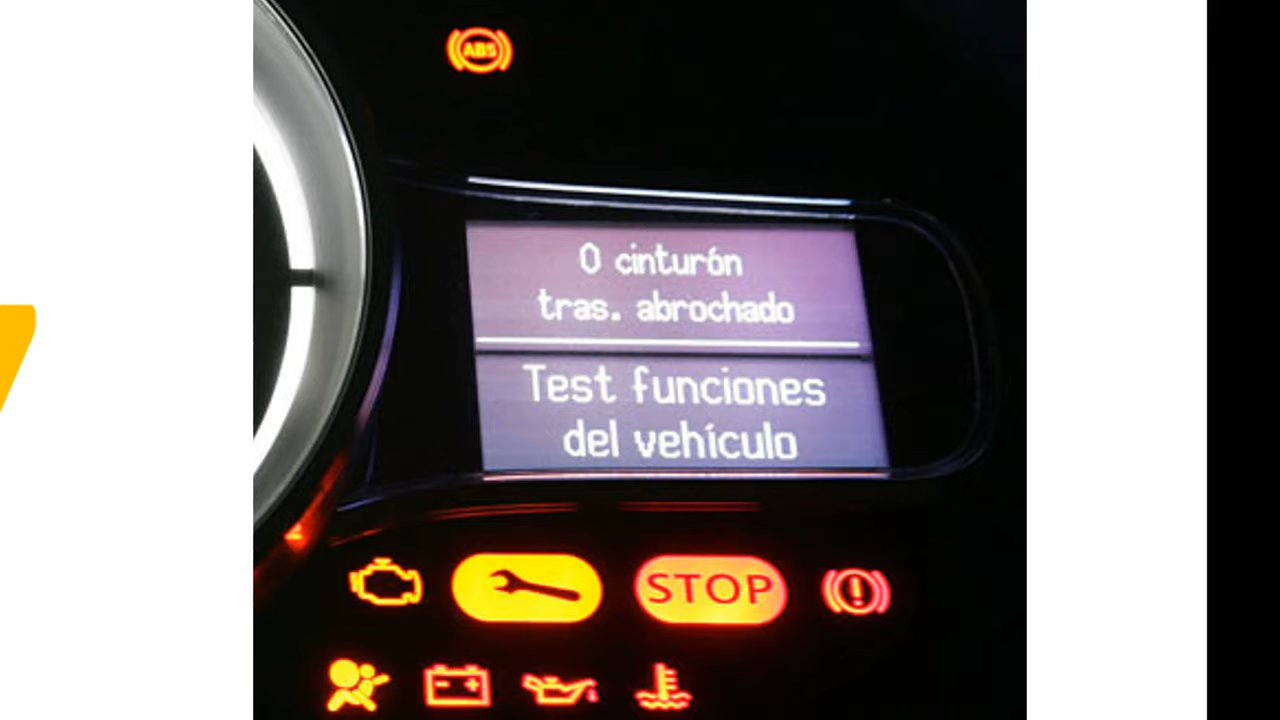 ABS
0 cinturón
tras. abrochado
Test funciones
del vehículo
STOP